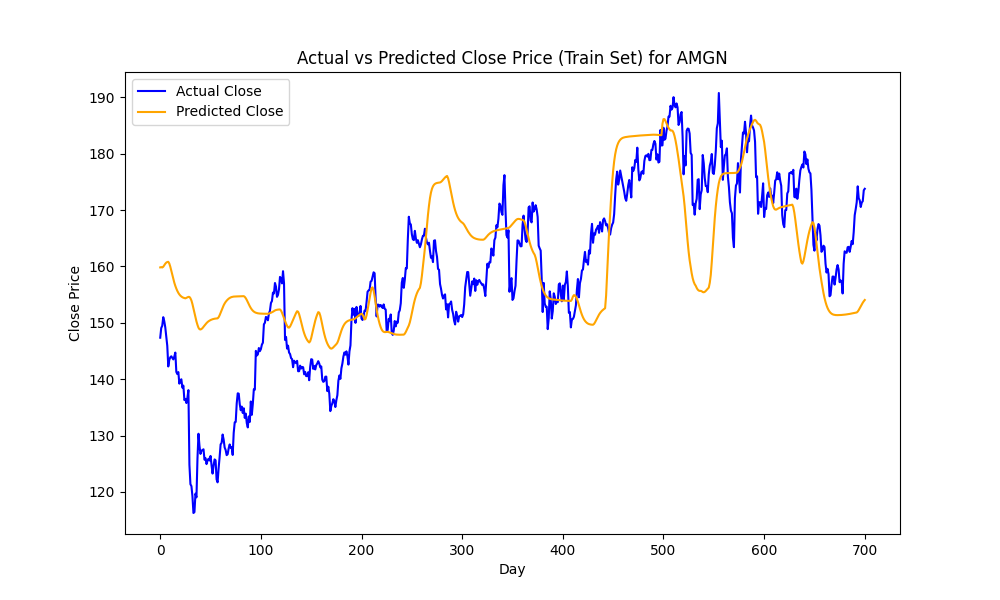 Actual vs Predicted Close Price (Train Set) for AMGN
Actual Close
Predicted Close
190
180
170
160
150
140
130
120
Close Price
0 100 200 300 400 500 600 700
Day